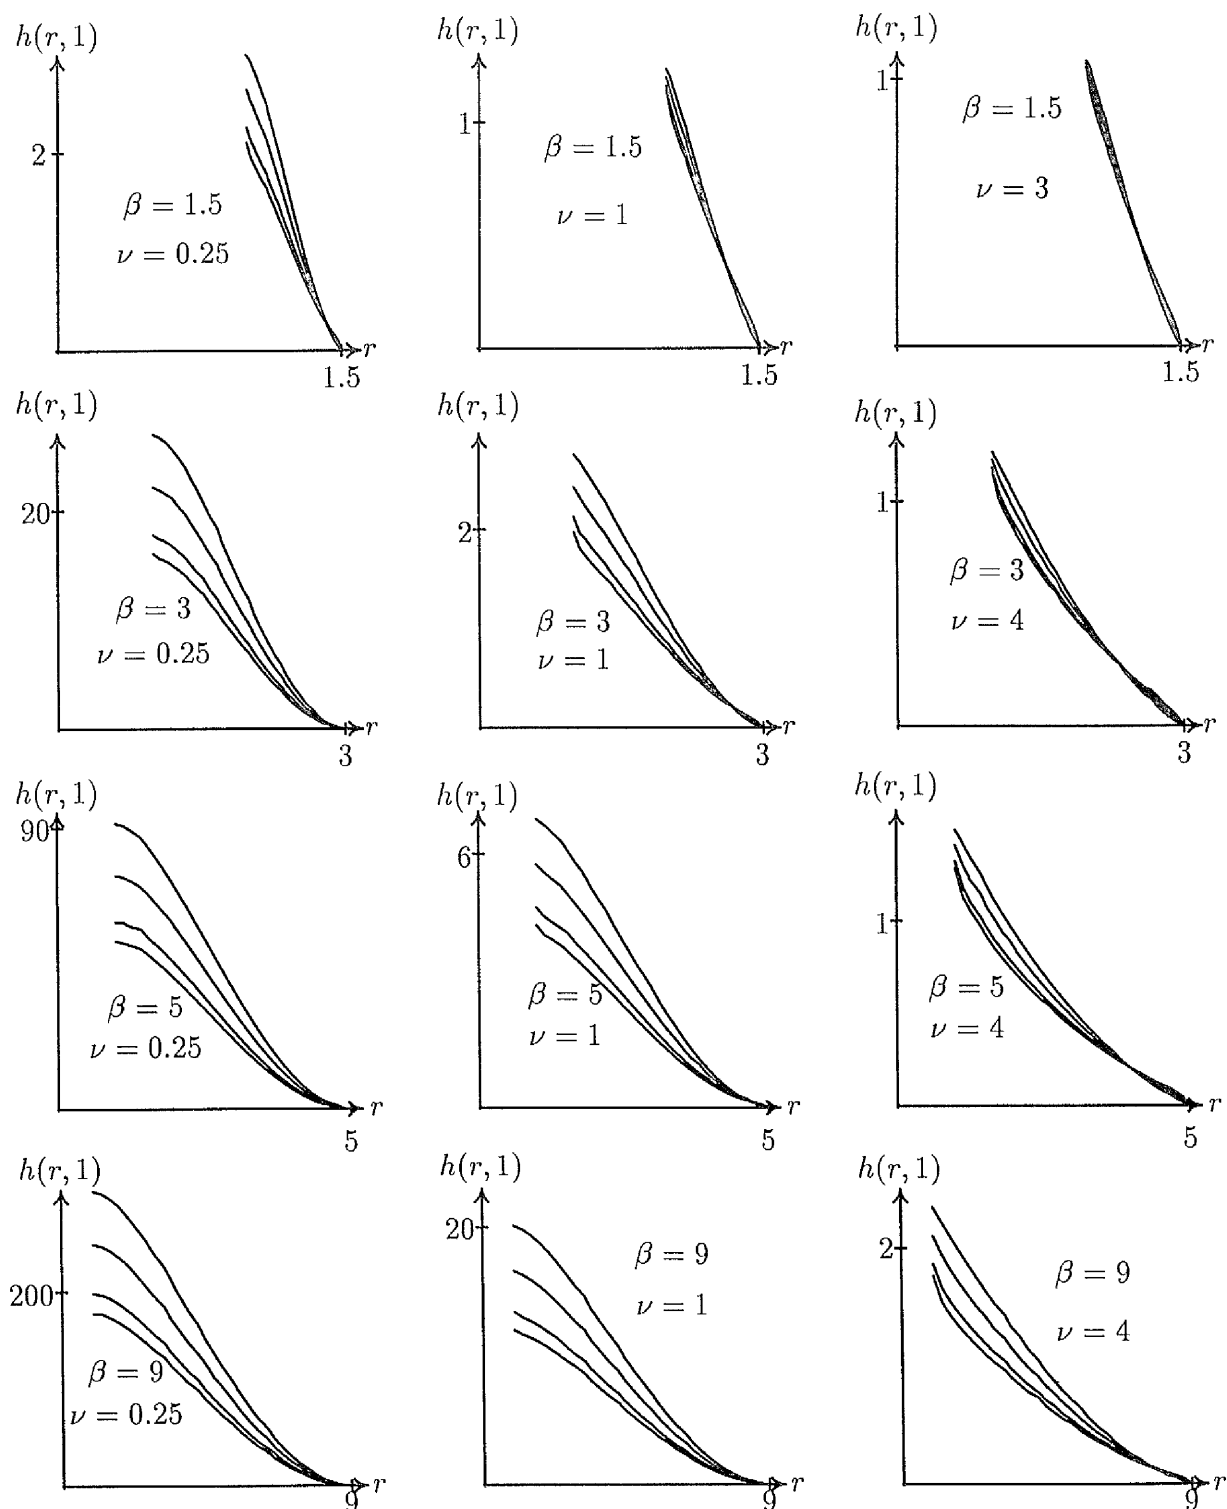 h(r, 1)
2
β = 1.5
ν = 0.25
r
1.5
h(r, 1)
1
β = 1.5
ν = 1
r
1.5
h(r, 1)
1
β = 1.5
ν = 3
r
1.5
h(r, 1)
20
β = 3
ν = 0.25
r
3
h(r, 1)
2
β = 3
ν = 1
r
3
h(r, 1)
1
β = 3
ν = 4
r
3
h(r, 1)
90
β = 5
ν = 0.25
r
5
h(r, 1)
6
β = 5
ν = 1
r
5
h(r, 1)
1
β = 5
ν = 4
r
5
h(r, 1)
200
β = 9
ν = 0.25
r
9
h(r, 1)
20
β = 9
ν = 1
r
9
h(r, 1)
2
β = 9
ν = 4
r
9